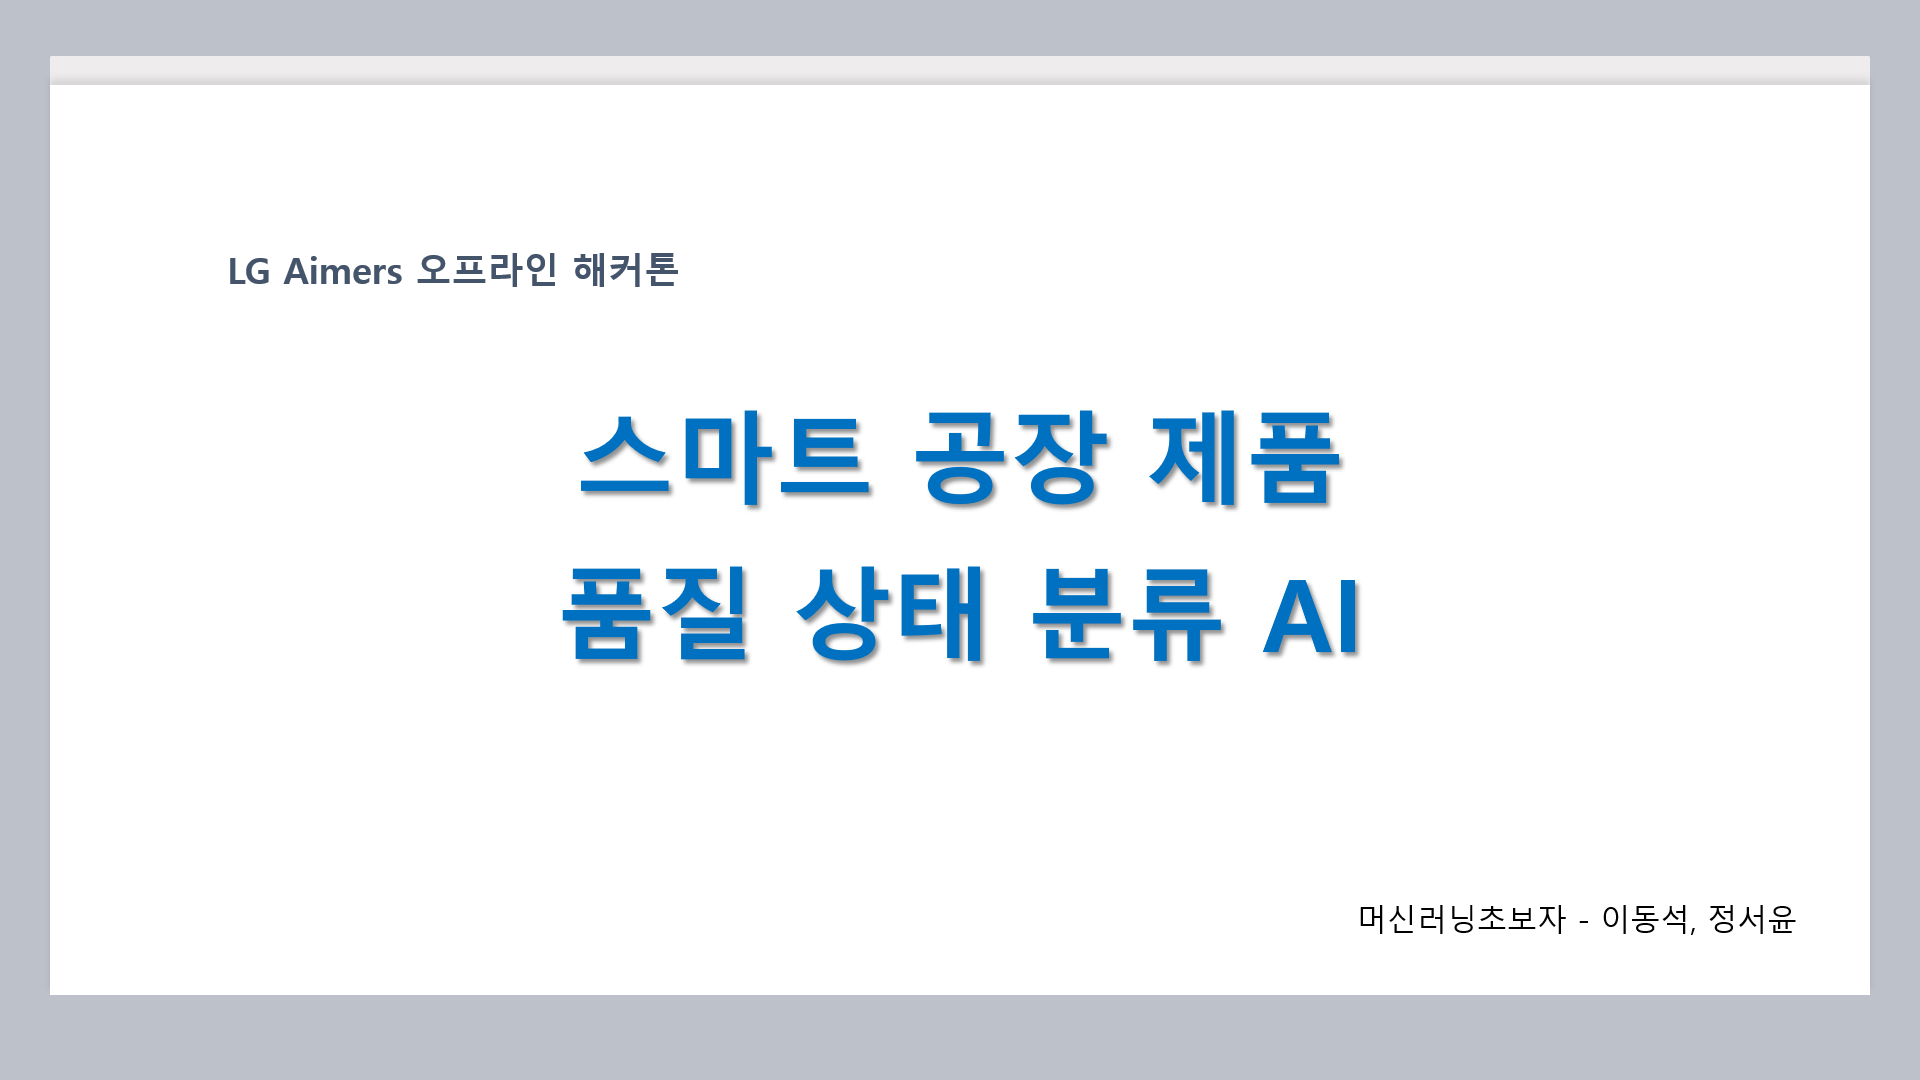 LG Aimers 오프라인 해커톤
스마트 공장 제품
품질 상태 분류 AI
머신러닝초보자 - 이동석, 정서윤